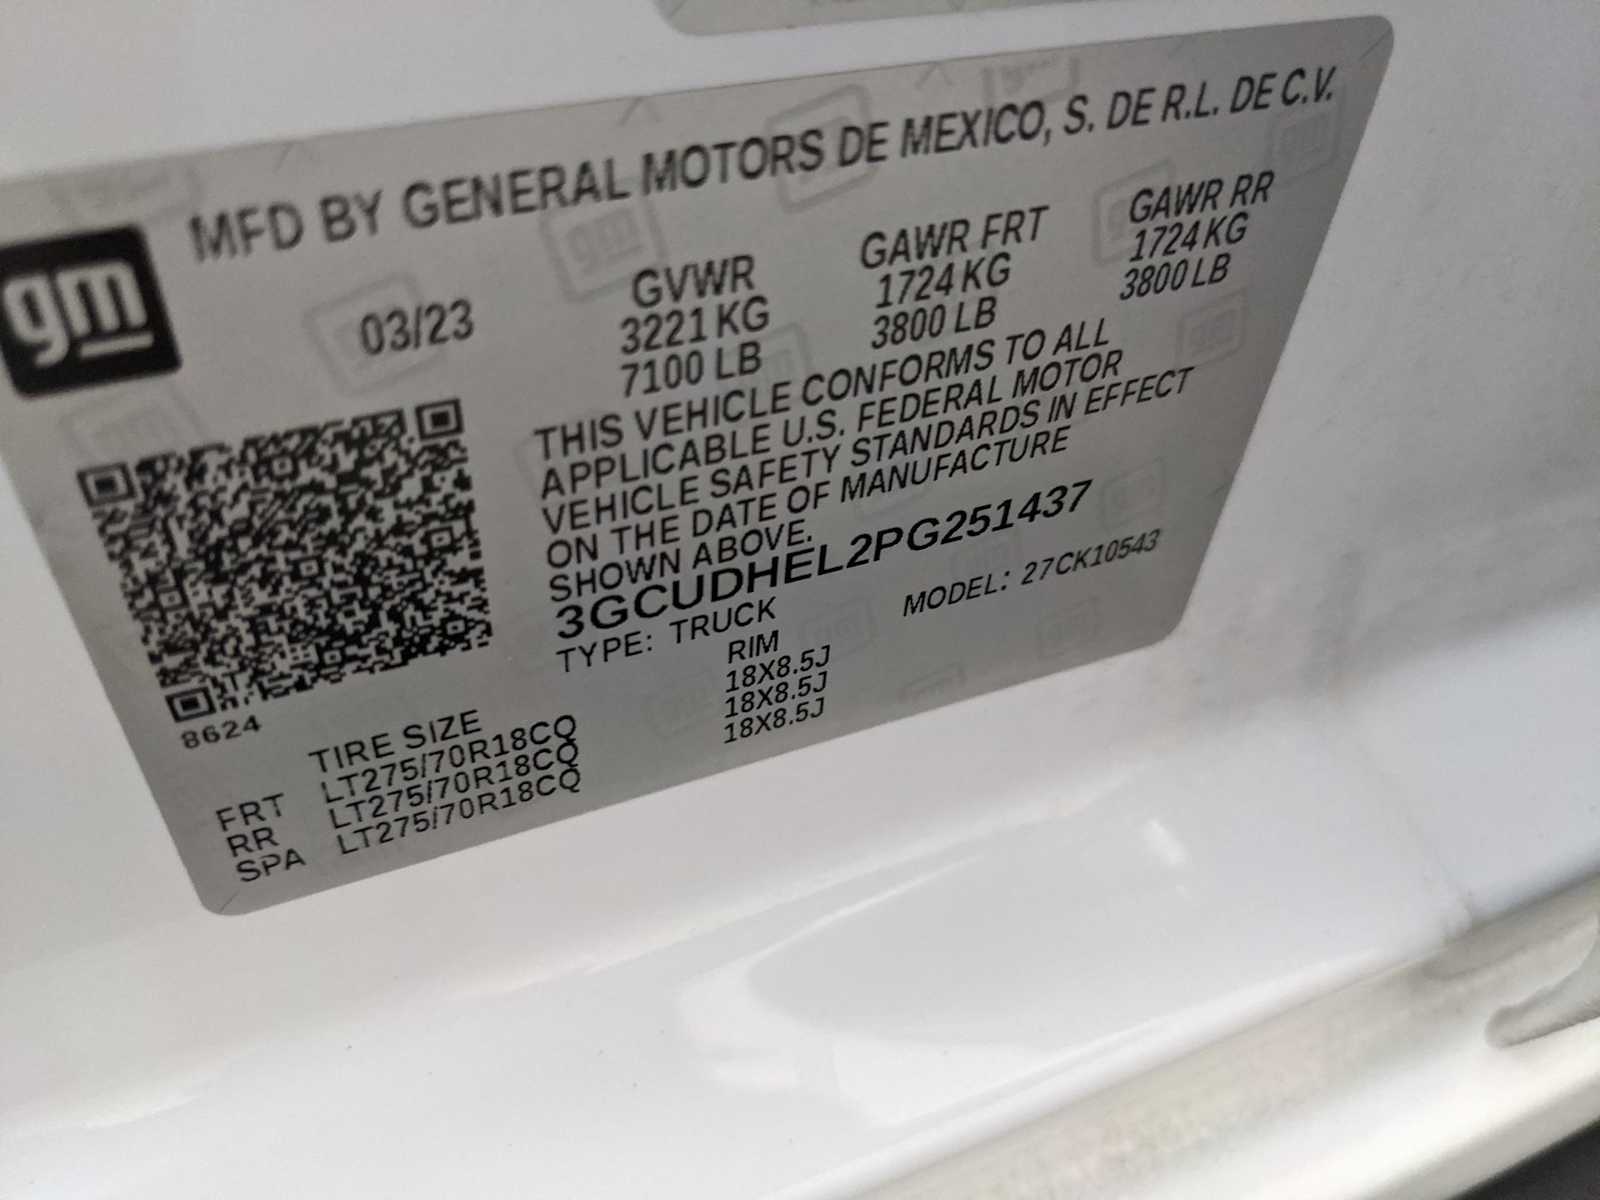 MFD BY GENERAL MOTORS DE MEXICO, S. DE R.L. DE C.V.
gm
03/23
GVWR GAWR FRT GAWR RR
3221 KG 1724 KG 1724 KG
7100 LB 3800 LB 3800 LB
THIS VEHICLE CONFORMS TO ALL
APPLICABLE U.S. FEDERAL MOTOR
VEHICLE SAFETY STANDARDS IN EFFECT
ON THE DATE OF MANUFACTURE
SHOWN ABOVE.
3GCUDHEL2PG251437
TYPE: TRUCK MODEL: 27CK10543
8624
TIRE SIZE RIM
FRT LT275/70R18CQ 18X8.5J
RR LT275/70R18CQ 18X8.5J
SPA LT275/70R18CQ 18X8.5J